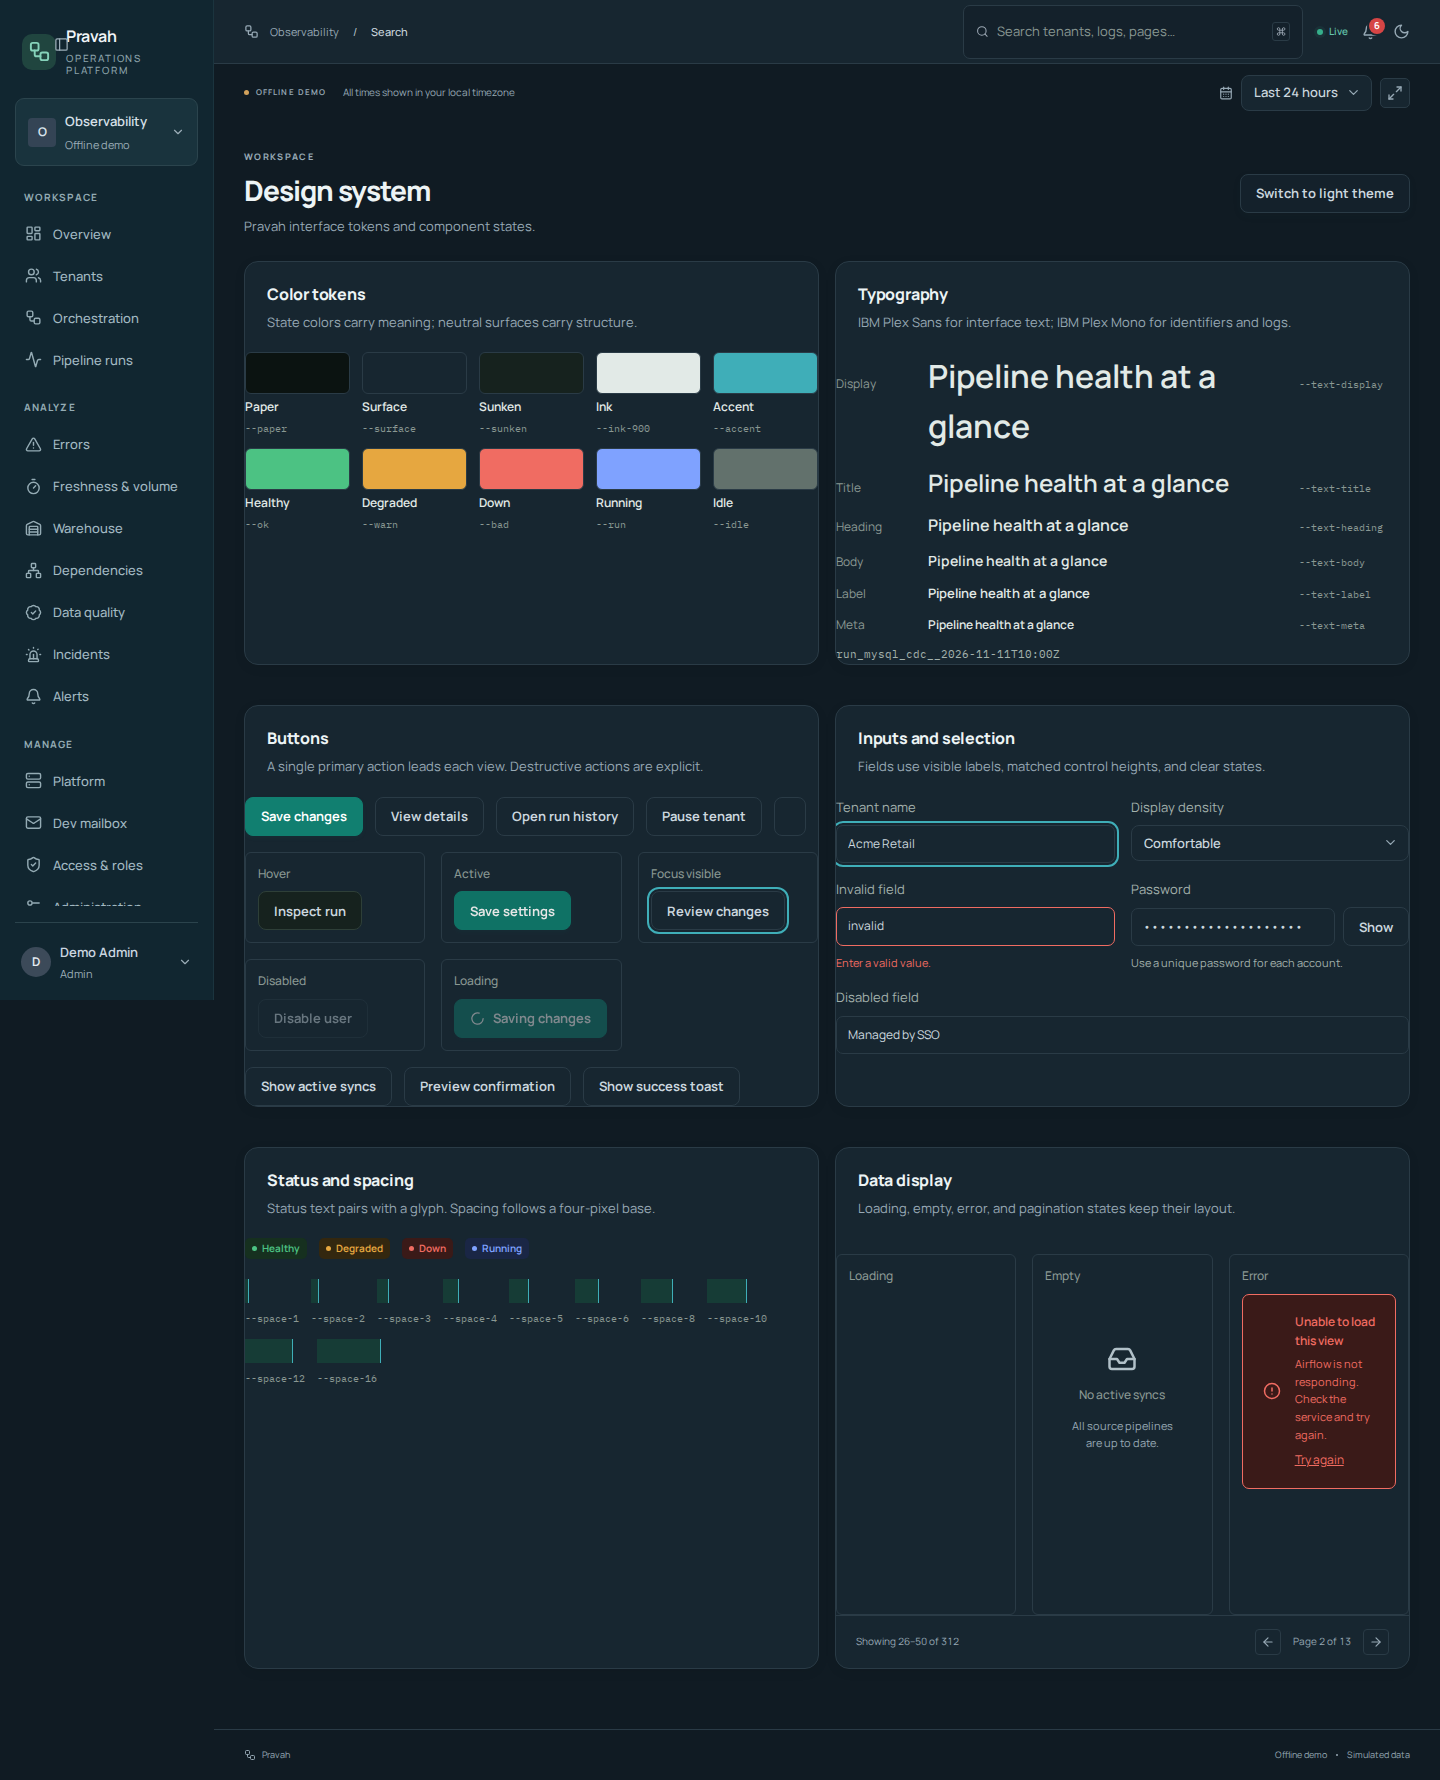 Pravah
OPERATIONS
PLATFORM
O
Observability
Offline demo
WORKSPACE
Overview
Tenants
Orchestration
Pipeline runs
ANALYZE
Errors
Freshness & volume
Warehouse
Dependencies
Data quality
Incidents
Alerts
MANAGE
Platform
Dev mailbox
Access & roles
Administration
D
Demo Admin
Admin
Observability / Search
Search tenants, logs, pages...
⌘
Live
6
OFFLINE DEMO
All times shown in your local timezone
Last 24 hours
WORKSPACE
Design system
Pravah interface tokens and component states.
Switch to light theme
Color tokens
State colors carry meaning; neutral surfaces carry structure.
Paper
--paper
Surface
--surface
Sunken
--sunken
Ink
--ink-900
Accent
--accent
Healthy
--ok
Degraded
--warn
Down
--bad
Running
--run
Idle
--idle
Typography
IBM Plex Sans for interface text; IBM Plex Mono for identifiers and logs.
Display
Pipeline health at a
glance
--text-display
Title
Pipeline health at a glance
--text-title
Heading
Pipeline health at a glance
--text-heading
Body
Pipeline health at a glance
--text-body
Label
Pipeline health at a glance
--text-label
Meta
Pipeline health at a glance
--text-meta
run_mysql_cdc__2026-11-11T10:00Z
Buttons
A single primary action leads each view. Destructive actions are explicit.
Save changes
View details
Open run history
Pause tenant
Hover
Inspect run
Active
Save settings
Focus visible
Review changes
Disabled
Disable user
Loading
Saving changes
Show active syncs
Preview confirmation
Show success toast
Inputs and selection
Fields use visible labels, matched control heights, and clear states.
Tenant name
Acme Retail
Display density
Comfortable
Invalid field
invalid
Enter a valid value.
Password
••••••••••••••••••••
Show
Use a unique password for each account.
Disabled field
Managed by SSO
Status and spacing
Status text pairs with a glyph. Spacing follows a four-pixel base.
Healthy
Degraded
Down
Running
--space-1
--space-2
--space-3
--space-4
--space-5
--space-6
--space-8
--space-10
--space-12
--space-16
Data display
Loading, empty, error, and pagination states keep their layout.
Loading
Empty
No active syncs
All source pipelines
are up to date.
Error
Unable to load
this view
Airflow is not
responding.
Check the
service and try
again.
Try again
Showing 26–50 of 312
Page 2 of 13
Pravah
Offline demo • Simulated data